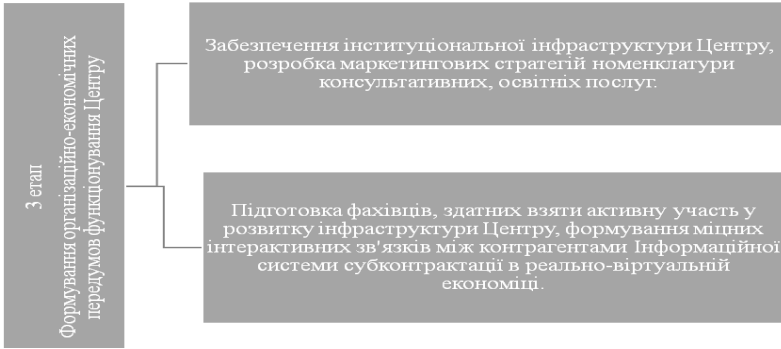 3 етап
Формування організаційно-економічних
передумов функціонування Центру
Забезпечення інституціональної інфраструктури Центру,
розробка маркетингових стратегій номенклатури
консультативних, освітніх послуг.
Підготовка фахівців, здатних взяти активну участь у
розвитку інфраструктури Центру, формування міцних
інтерактивних зв'язків між контрагентами Інформаційної
системи субконтрактації в реально-віртуальній
економіці.